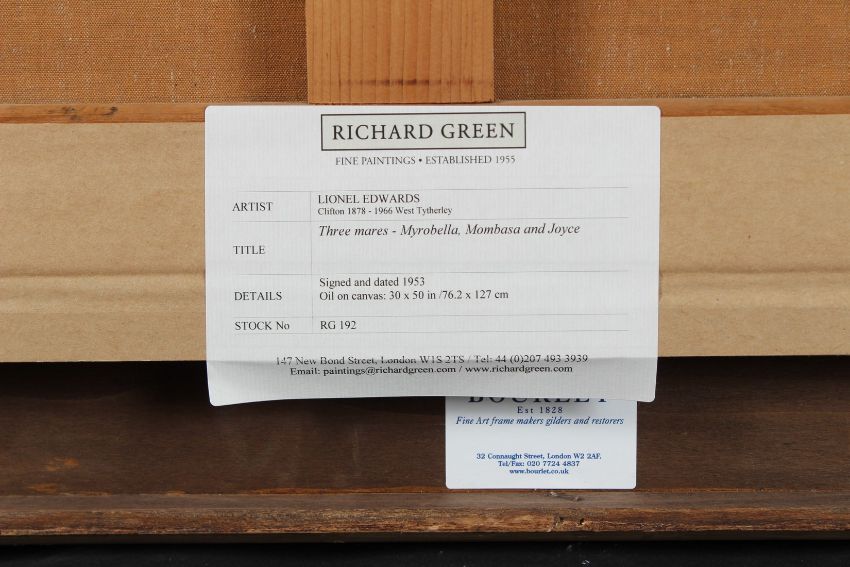 RICHARD GREEN
FINE PAINTINGS • ESTABLISHED 1955
ARTIST LIONEL EDWARDS
Clifton 1878 - 1966 West Tytherley
TITLE Three mares - Myrobella, Mombasa and Joyce
DETAILS Signed and dated 1953
Oil on canvas: 30 x 50 in /76.2 x 127 cm
STOCK No RG 192
147 New Bond Street, London W1S 2TS / Tel: 44 (0)207 493 3939
Email: paintings@richardgreen.com / www.richardgreen.com
BOURLET
Est 1828
Fine Art frame makers gilders and restorers
32 Connaught Street, London W2 2AF.
Tel/Fax: 020 7724 4837
www.bourlet.co.uk